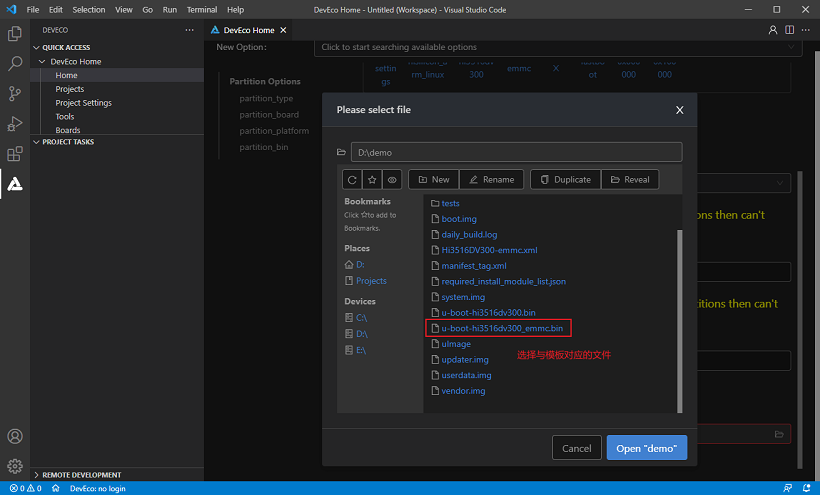 File Edit Selection View Go Run Terminal Help
DevEco Home - Untitled (Workspace) - Visual Studio Code
DEVECO
QUICK ACCESS
DevEco Home
Home
Projects
Project Settings
Tools
Boards
PROJECT TASKS
REMOTE DEVELOPMENT
DevEco Home
New Option:
Click to start searching available options
settin
gs
rm_linux
300
emmc
X
ot
000
000
Partition Options
partition_type
partition_board
partition_platform
partition_bin
ons then can't
titions then can't
Please select file
X
D:\demo
New
Rename
Duplicate
Reveal
Bookmarks
Click ☆to add to
Bookmarks.
Places
D:
Projects
Devices
C:\
D:\
E:\
tests
boot.img
daily_build.log
Hi3516DV300-emmc.xml
manifest_tag.xml
required_install_module_list.json
system.img
u-boot-hi3516dv300.bin
u-boot-hi3516dv300_emmc.bin
uImage
updater.img
userdata.img
vendor.img
选择与模板对应的文件
Cancel
Open "demo"
0 0
DevEco: no login